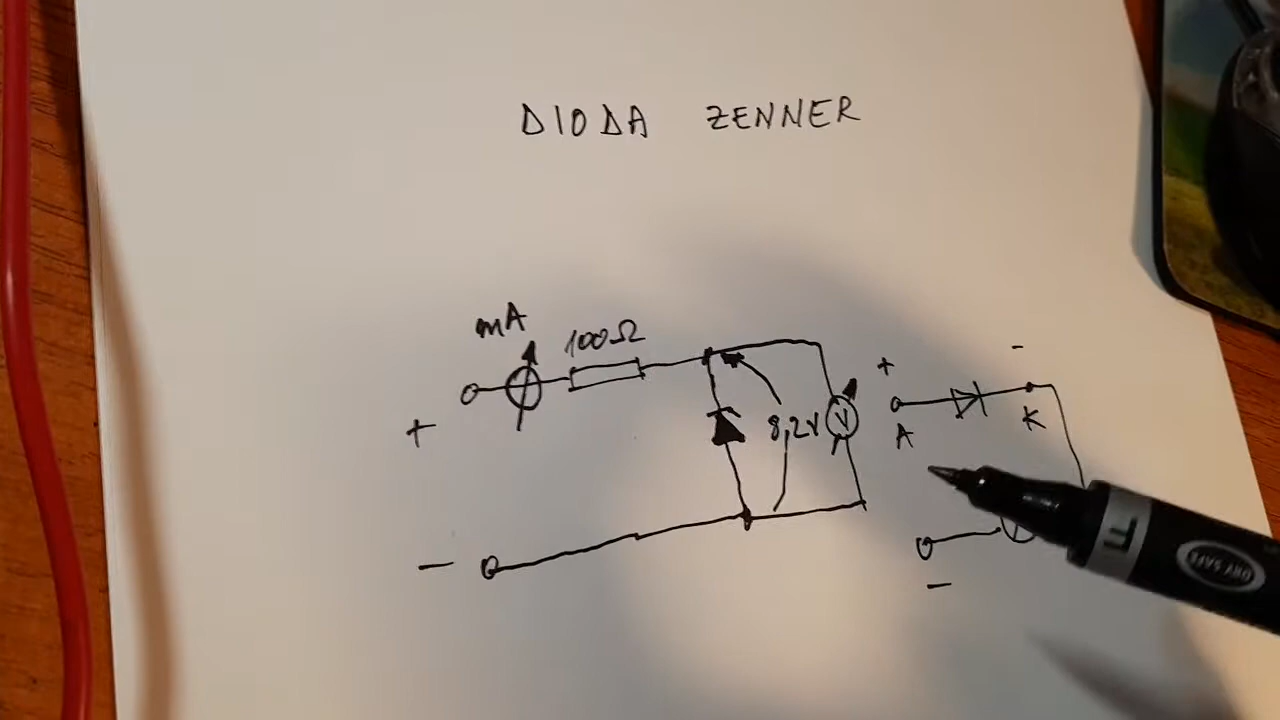 DIODA ZENNER
mA
100Ω
+
-
8,2V
V
+
-
A
K
-